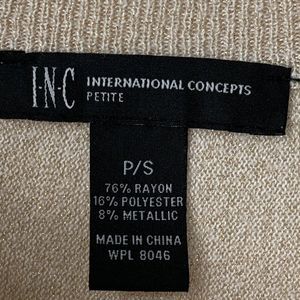 I·N·C INTERNATIONAL CONCEPTS
PETITE
P/S
76% RAYON
16% POLYESTER
8% METALLIC
MADE IN CHINA
WPL 8046